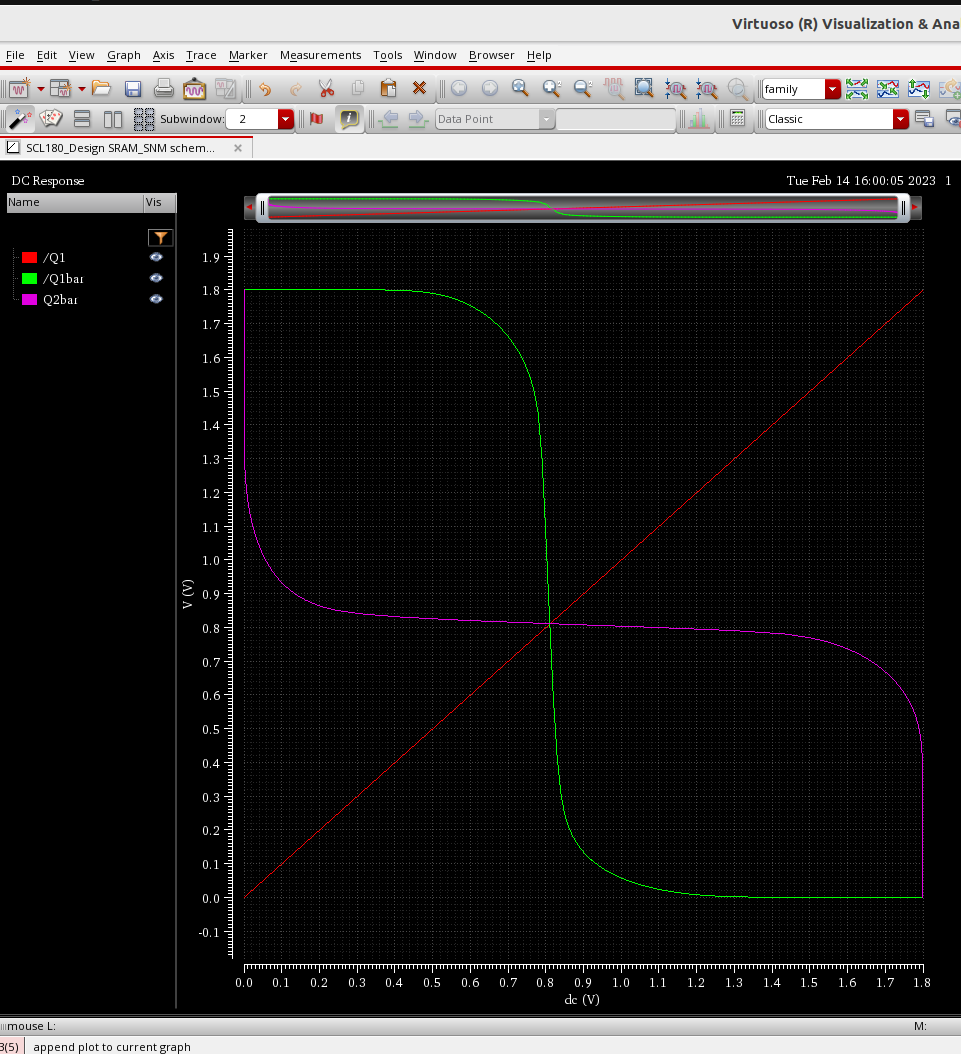 Virtuoso (R) Visualization & Ana
File Edit View Graph Axis Trace Marker Measurements Tools Window Browser Help
family
Subwindow: 2 Data Point Classic
SCL180_Design SRAM_SNM schem...
DC Response Tue Feb 14 16:00:05 2023 1
Name Vis
/Q1
/Q1bar
Q2bar
V (V)
1.9
1.8
1.7
1.6
1.5
1.4
1.3
1.2
1.1
1.0
0.9
0.8
0.7
0.6
0.5
0.4
0.3
0.2
0.1
0.0
-0.1
0.0 0.1 0.2 0.3 0.4 0.5 0.6 0.7 0.8 0.9 1.0 1.1 1.2 1.3 1.4 1.5 1.6 1.7 1.8
dc (V)
mouse L: M:
3(5) append plot to current graph